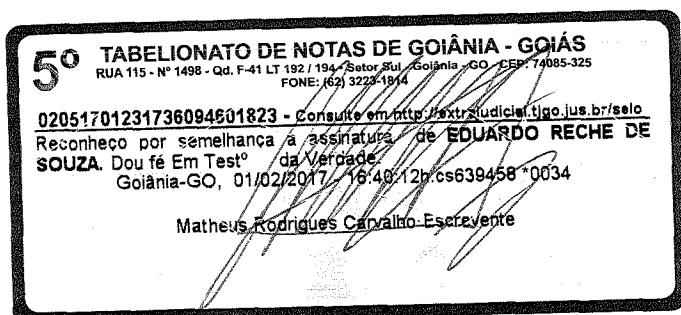 5º TABELIONATO DE NOTAS DE GOIÂNIA - GOIÁS
RUA 115 - Nº 1498 - Qd. F-41 LT 192 / 194 - Setor Sul - Goiânia - GO - CEP: 74085-325
FONE: (62) 3223-1814
02051701231736094601823 - Consulte em http://extrajudicial.tjgo.jus.br/selo
Reconheço por semelhança a assinatura de EDUARDO RECHE DE
SOUZA. Dou fé Em Testº da Verdade.
Goiânia-GO, 01/02/2017 - 16:40:12h.cs639458 *0034
Matheus Rodrigues Carvalho-Escrevente